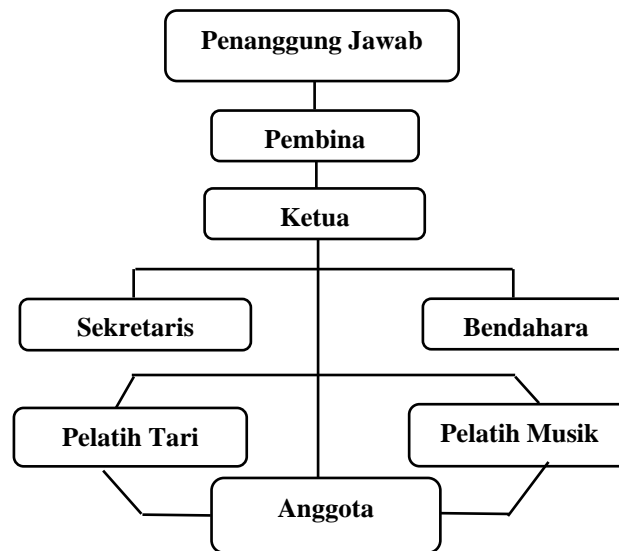 Penanggung Jawab
Pembina
Ketua
Sekretaris
Bendahara
Pelatih Tari
Pelatih Musik
Anggota